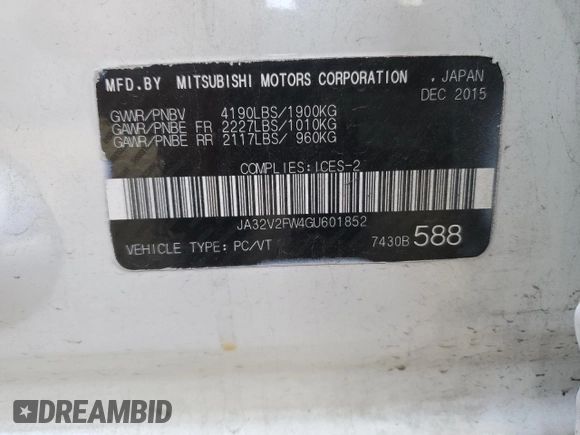 MFD.BY MITSUBISHI MOTORS CORPORATION , JAPAN
DEC 2015
GVWR/PNBV 4190LBS/1900KG
GAWR/PNBE FR 2227LBS/1010KG
GAWR/PNBE RR 2117LBS/ 960KG
COMPLIES:ICES-2
JA32V2FW4GU601852
VEHICLE TYPE: PC/VT 7430B 588
DREAMBID